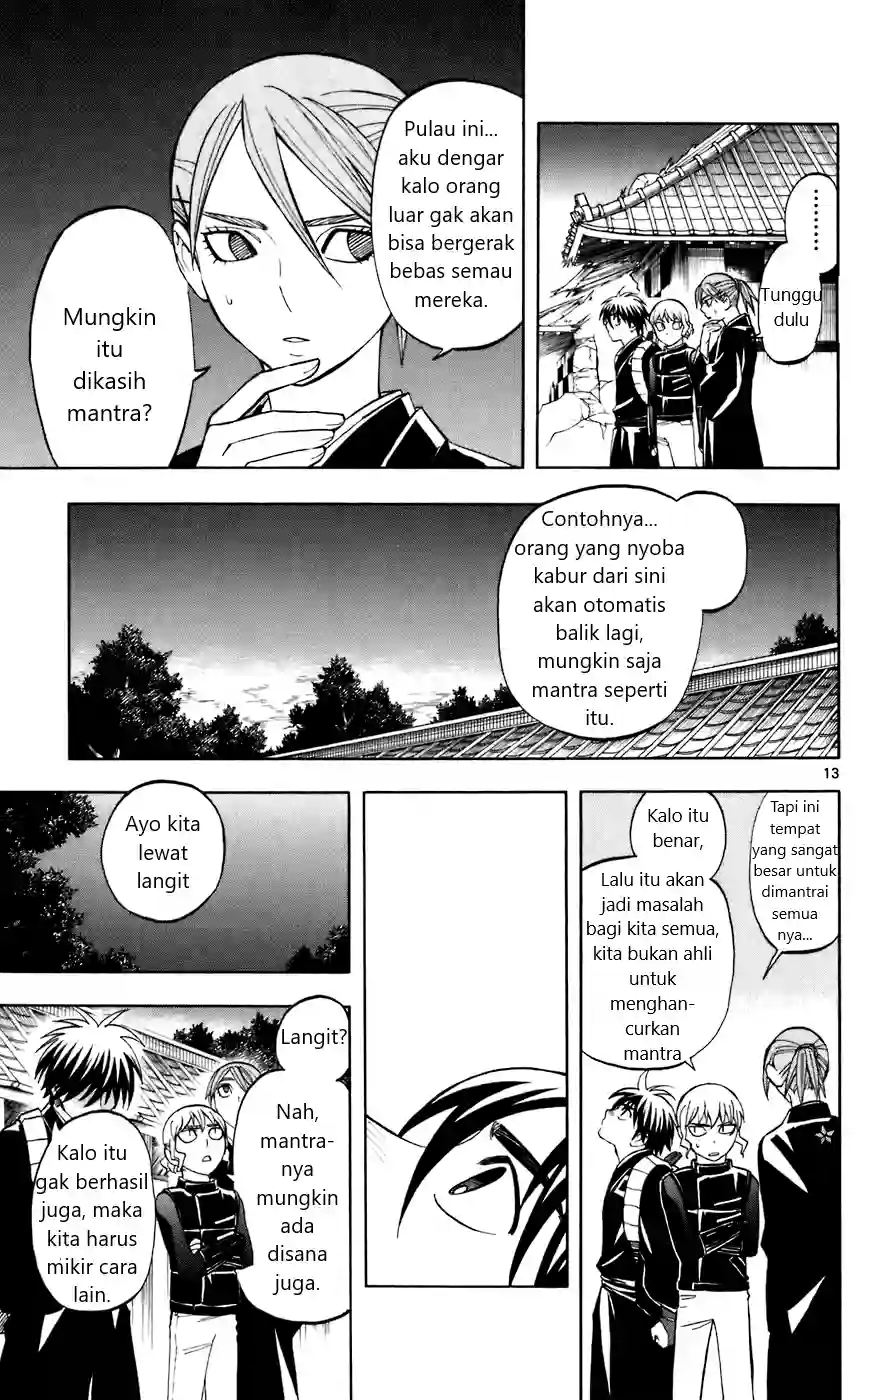 .........
Tunggu
dulu
Pulau ini...
aku dengar
kalo orang
luar gak akan
bisa bergerak
bebas semau
mereka.
Mungkin
itu
dikasih
mantra?
Contohnya...
orang yang nyoba
kabur dari sini
akan otomatis
balik lagi,
mungkin saja
mantra seperti
itu.
13
Tapi ini
tempat
yang sangat
besar untuk
dimantrai
semua
nya...
Kalo itu
benar,
Lalu itu akan
jadi masalah
bagi kita semua,
kita bukan ahli
untuk
menghan-
curkan
mantra
Ayo kita
lewat
langit
Langit?
Nah,
mantra-
nya
mungkin
ada
disana
juga.
Kalo itu
gak berhasil
juga, maka
kita harus
mikir cara
lain.